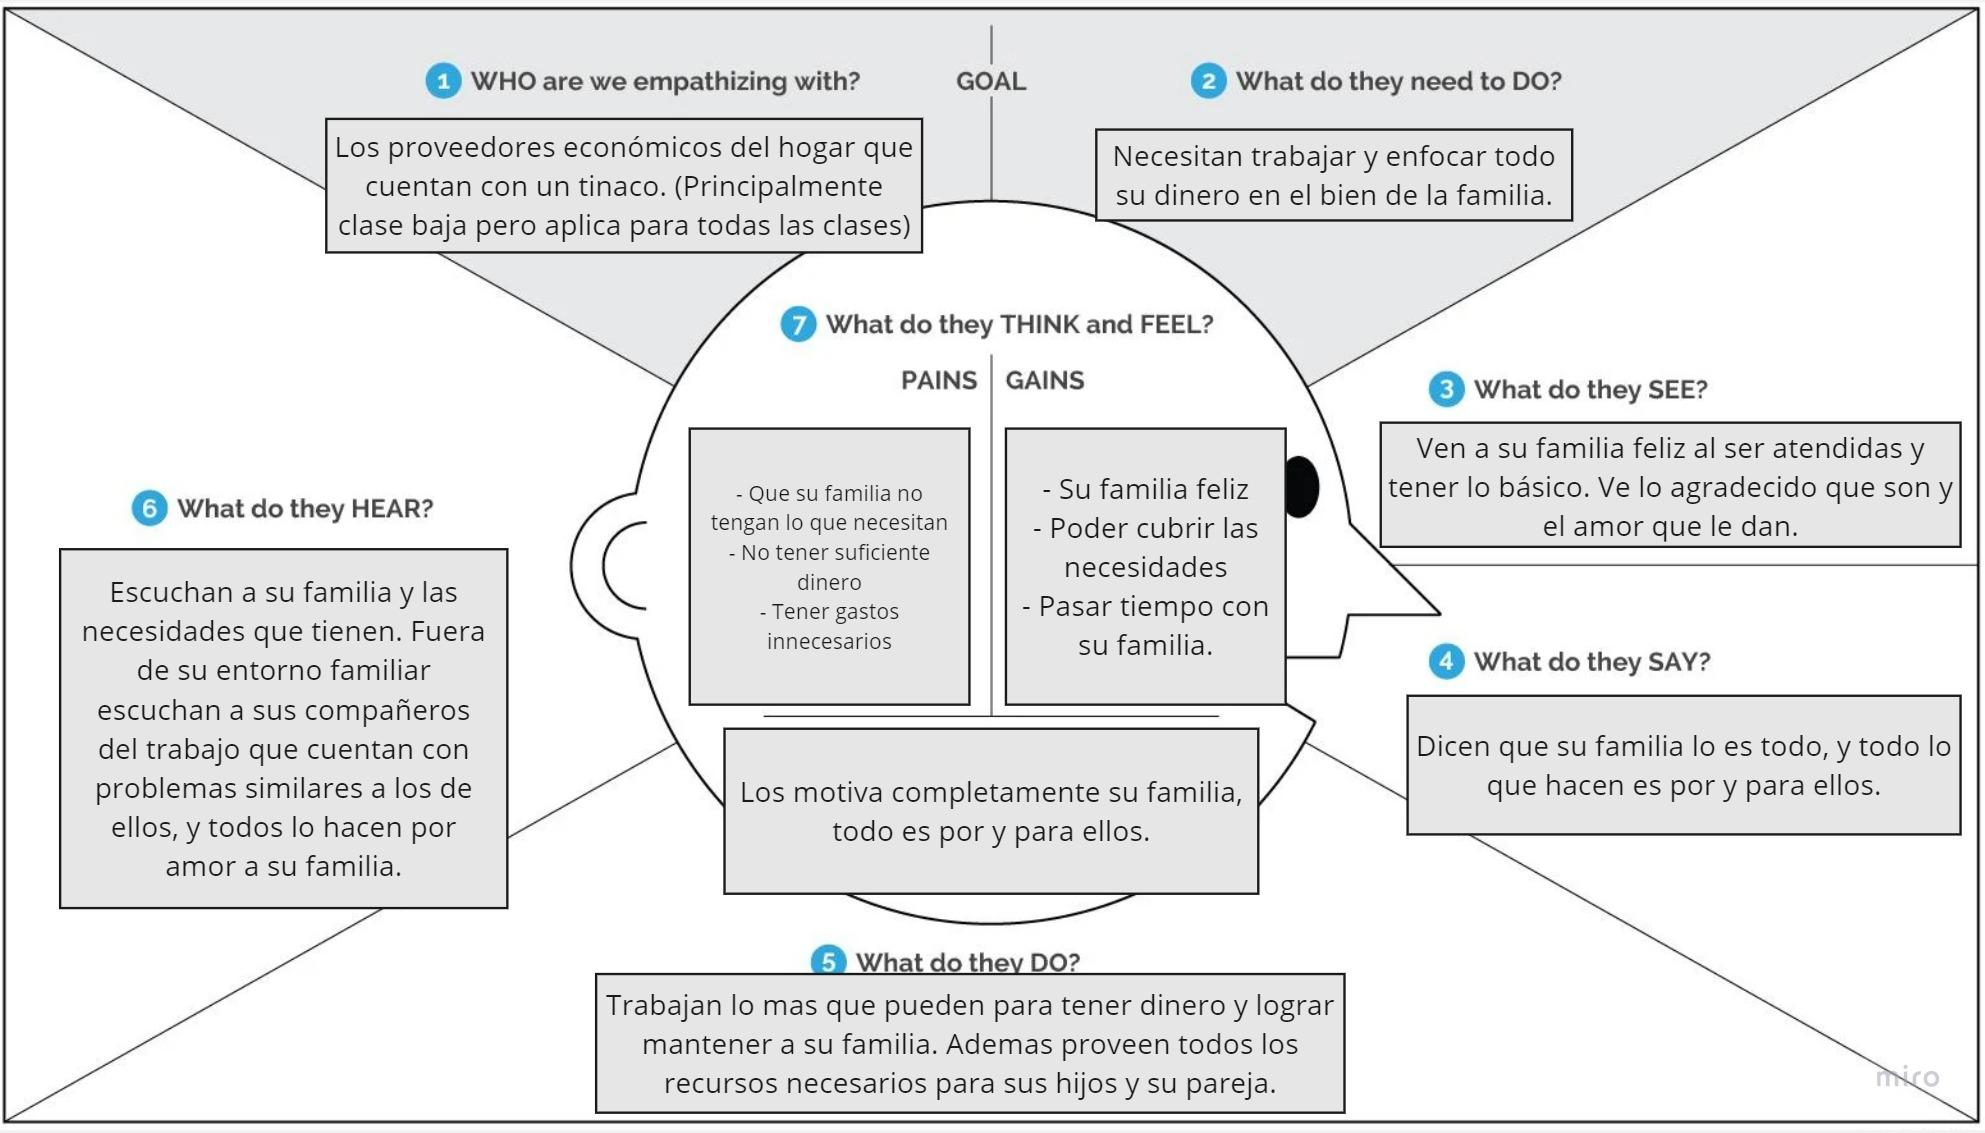 1 WHO are we empathizing with?
GOAL
2 What do they need to DO?
Los proveedores económicos del hogar que
cuentan con un tinaco. (Principalmente
clase baja pero aplica para todas las clases)
Necesitan trabajar y enfocar todo
su dinero en el bien de la familia.
7 What do they THINK and FEEL?
PAINS
GAINS
- Que su familia no
tengan lo que necesitan
- No tener suficiente
dinero
- Tener gastos
innecesarios
- Su familia feliz
- Poder cubrir las
necesidades
- Pasar tiempo con
su familia.
Los motiva completamente su familia,
todo es por y para ellos.
3 What do they SEE?
Ven a su familia feliz al ser atendidas y
tener lo básico. Ve lo agradecido que son y
el amor que le dan.
4 What do they SAY?
Dicen que su familia lo es todo, y todo lo
que hacen es por y para ellos.
6 What do they HEAR?
Escuchan a su familia y las
necesidades que tienen. Fuera
de su entorno familiar
escuchan a sus compañeros
del trabajo que cuentan con
problemas similares a los de
ellos, y todos lo hacen por
amor a su familia.
5 What do they DO?
Trabajan lo mas que pueden para tener dinero y lograr
mantener a su familia. Ademas proveen todos los
recursos necesarios para sus hijos y su pareja.
miro